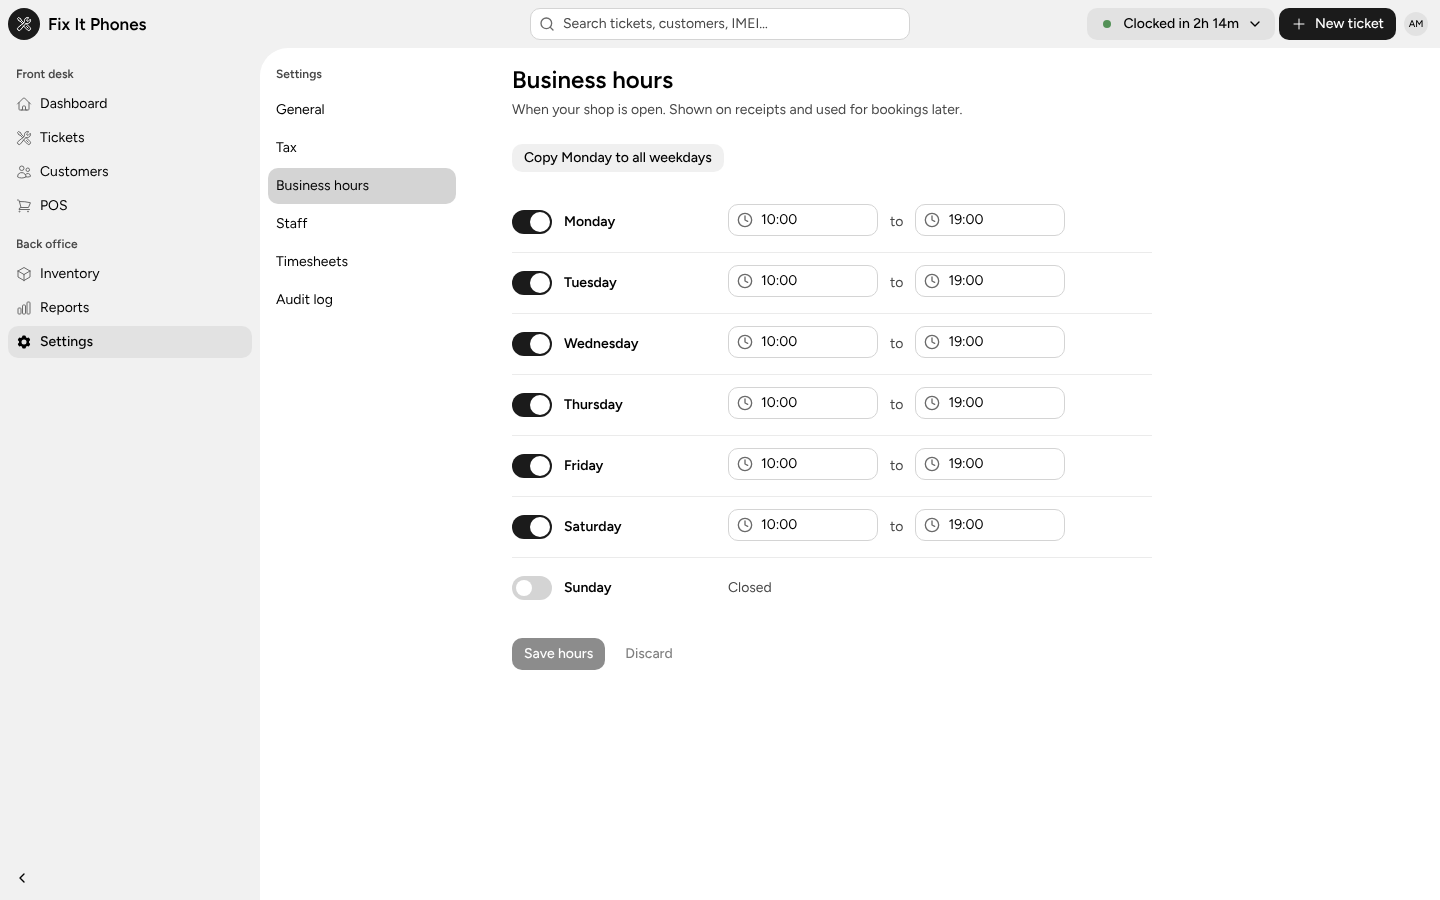 Fix It Phones
Search tickets, customers, IMEI...
Clocked in 2h 14m
New ticket
AM
Front desk
Dashboard
Tickets
Customers
POS
Back office
Inventory
Reports
Settings
Settings
General
Tax
Business hours
Staff
Timesheets
Audit log
Business hours
When your shop is open. Shown on receipts and used for bookings later.
Copy Monday to all weekdays
Monday 10:00 to 19:00
Tuesday 10:00 to 19:00
Wednesday 10:00 to 19:00
Thursday 10:00 to 19:00
Friday 10:00 to 19:00
Saturday 10:00 to 19:00
Sunday Closed
Save hours Discard